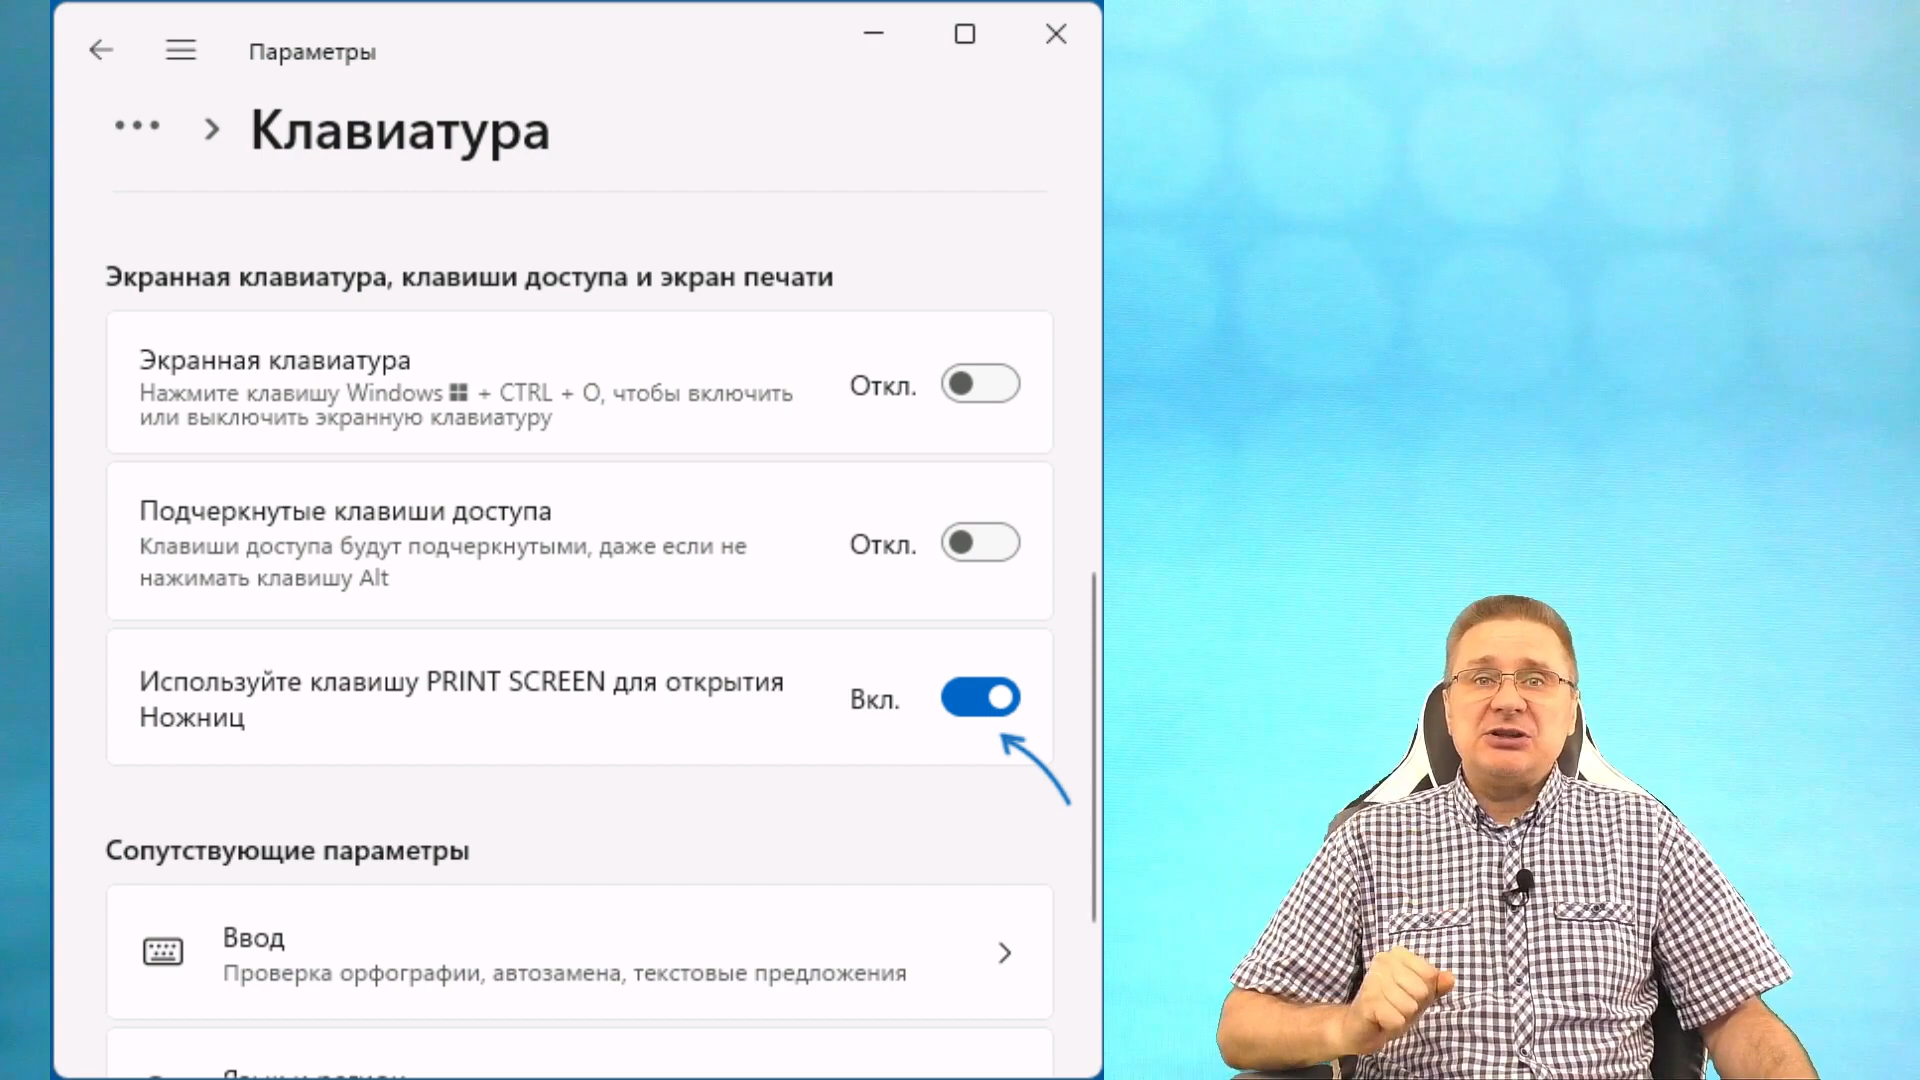 Параметры
Клавиатура
Экранная клавиатура, клавиши доступа и экран печати
Экранная клавиатура
Нажмите клавишу Windows + CTRL + O, чтобы включить
или выключить экранную клавиатуру
Откл.
Подчеркнутые клавиши доступа
Клавиши доступа будут подчеркнутыми, даже если не
нажимать клавишу Alt
Откл.
Используйте клавишу PRINT SCREEN для открытия
Ножниц
Вкл.
Сопутствующие параметры
Ввод
Проверка орфографии, автозамена, текстовые предложения